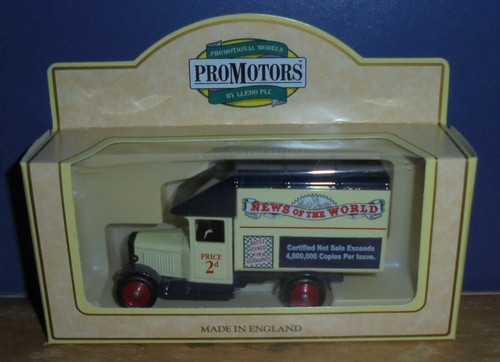 PROMOTIONAL MODELS
PROMOTORS
BY LLEDO PLC
NEWS OF THE WORLD
PRICE
2d
Certified Net Sale Exceeds
4,000,000 Copies Per Issue.
MADE IN ENGLAND